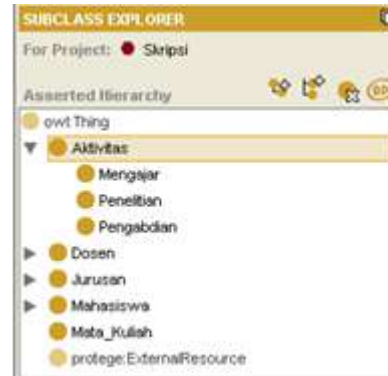 SUBCLASS EXPLORER
For Project: Skripsi
Asserted Hierarchy
owl:Thing
Aktivitas
Mengajar
Penelitian
Pengabdian
Dosen
Jurusan
Mahasiswa
Mata_Kuliah
protege:ExternalResource